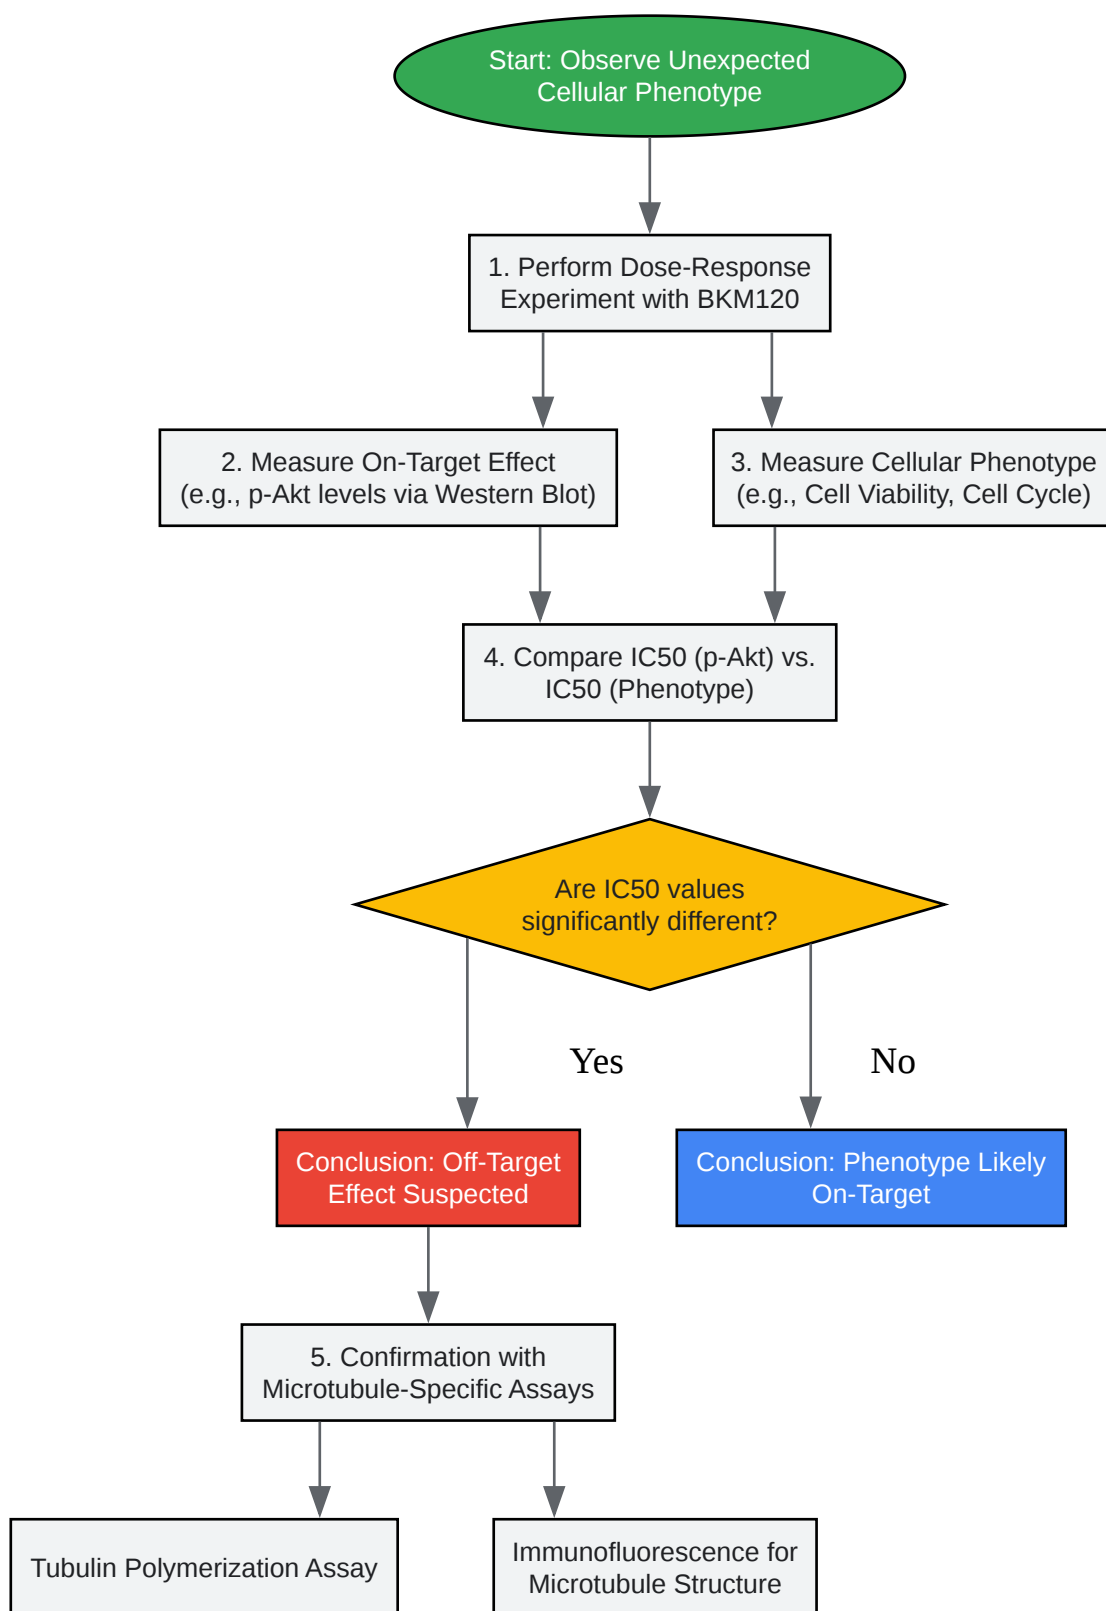 Start: Observe Unexpected
Cellular Phenotype
1. Perform Dose-Response
Experiment with BKM120
2. Measure On-Target Effect
(e.g., p-Akt levels via Western Blot)
3. Measure Cellular Phenotype
(e.g., Cell Viability, Cell Cycle)
4. Compare IC50 (p-Akt) vs.
IC50 (Phenotype)
Are IC50 values
significantly different?
Yes
No
Conclusion: Off-Target
Effect Suspected
Conclusion: Phenotype Likely
On-Target
5. Confirmation with
Microtubule-Specific Assays
Tubulin Polymerization Assay
Immunofluorescence for
Microtubule Structure